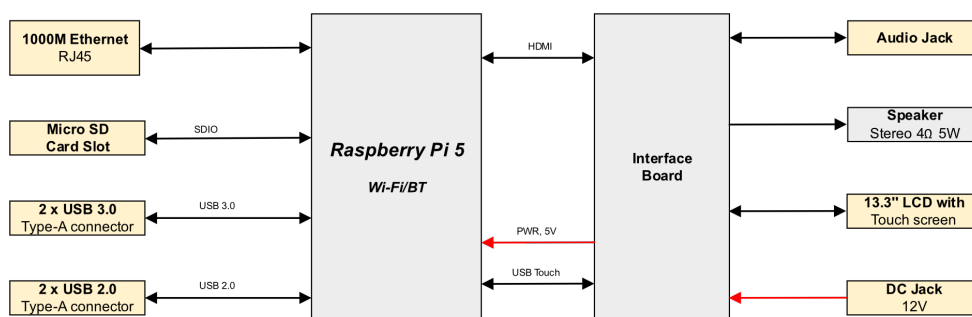 1000M Ethernet
RJ45
Micro SD
Card Slot
2 x USB 3.0
Type-A connector
2 x USB 2.0
Type-A connector
SDIO
USB 3.0
USB 2.0
Raspberry Pi 5
Wi-Fi/BT
HDMI
PWR, 5V
USB Touch
Interface
Board
Audio Jack
Speaker
Stereo 4Ω 5W
13.3" LCD with
Touch screen
DC Jack
12V